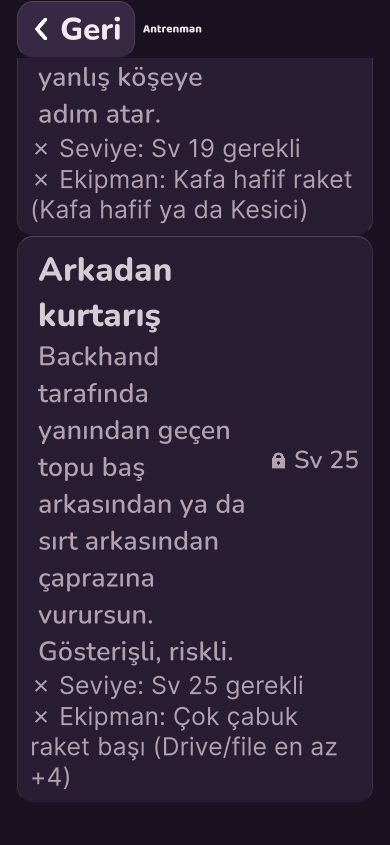 Geri
Antrenman
yanlış köşeye
adım atar.
× Seviye: Sv 19 gerekli
× Ekipman: Kafa hafif raket
(Kafa hafif ya da Kesici)
Arkadan
kurtarış
Backhand
tarafında
yanından geçen
topu baş
arkasından ya da
sırt arkasından
çaprazına
vurursun.
Gösterişli, riskli.
Sv 25
× Seviye: Sv 25 gerekli
× Ekipman: Çok çabuk
raket başı (Drive/file en az
+4)